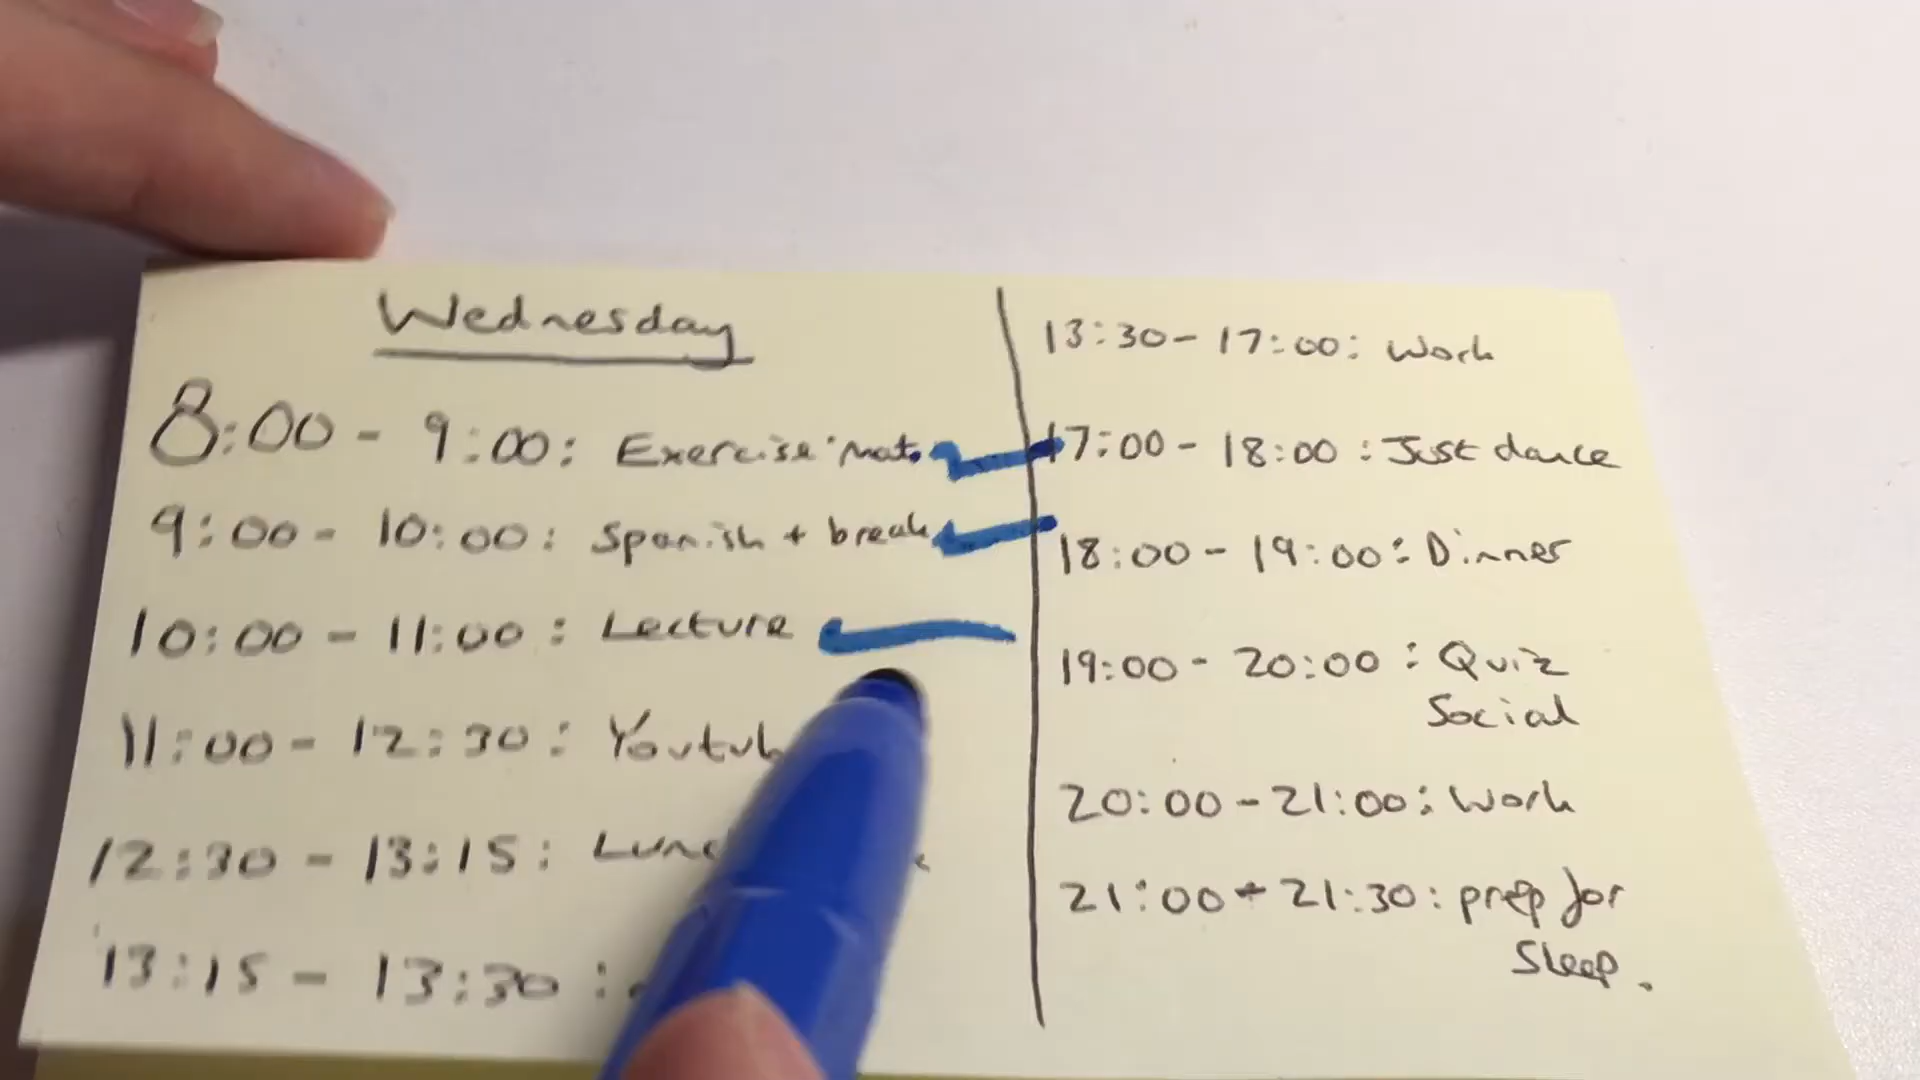 Wednesday
8:00 - 9:00: Exercise mat.
9:00 - 10:00: Spanish + break
10:00 - 11:00: Lecture
11:00 - 12:30:
12:30 - 13:15:
13:15 - 13:30:
13:30 - 17:00: Work
17:00 - 18:00: Just dance
18:00 - 19:00: Dinner
19:00 - 20:00: Quiz
Social
20:00 - 21:00: Work
21:00 - 21:30: prep for
Sleep.